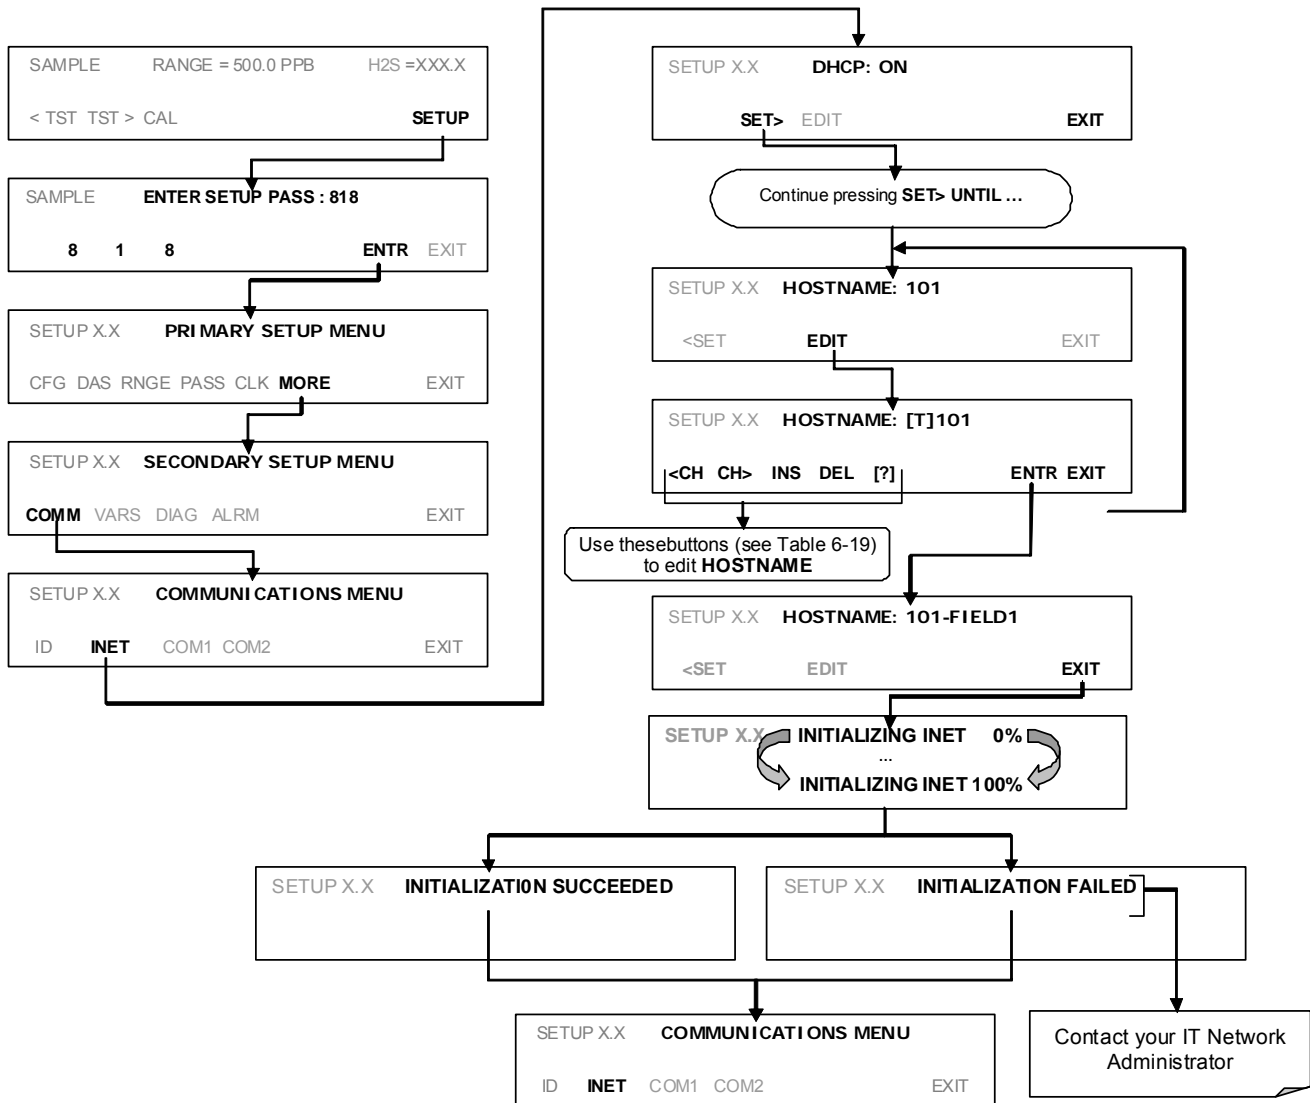 SAMPLE RANGE = 500.0 PPB H2S =XXX.X
< TST TST > CAL SETUP
SAMPLE ENTER SETUP PASS : 818
8 1 8 ENTR EXIT
SETUP X.X PRIMARY SETUP MENU
CFG DAS RNGE PASS CLK MORE EXIT
SETUP X.X SECONDARY SETUP MENU
COMM VARS DIAG ALRM EXIT
SETUP X.X COMMUNICATIONS MENU
ID INET COM1 COM2 EXIT
SETUP X.X DHCP: ON
SET> EDIT EXIT
Continue pressing SET> UNTIL ...
SETUP X.X HOSTNAME: 101
<SET EDIT EXIT
SETUP X.X HOSTNAME: [T]101
<CH CH> INS DEL [?] ENTR EXIT
Use thesebuttons (see Table 6-19)
to edit HOSTNAME
SETUP X.X HOSTNAME: 101-FIELD1
<SET EDIT EXIT
SETUP X.X INITIALIZING INET 0%
...
INITIALIZING INET 100%
SETUP X.X INITIALIZATI0N SUCCEEDED
SETUP X.X INITIALIZATION FAILED
SETUP X.X COMMUNICATIONS MENU
ID INET COM1 COM2 EXIT
Contact your IT Network
Administrator